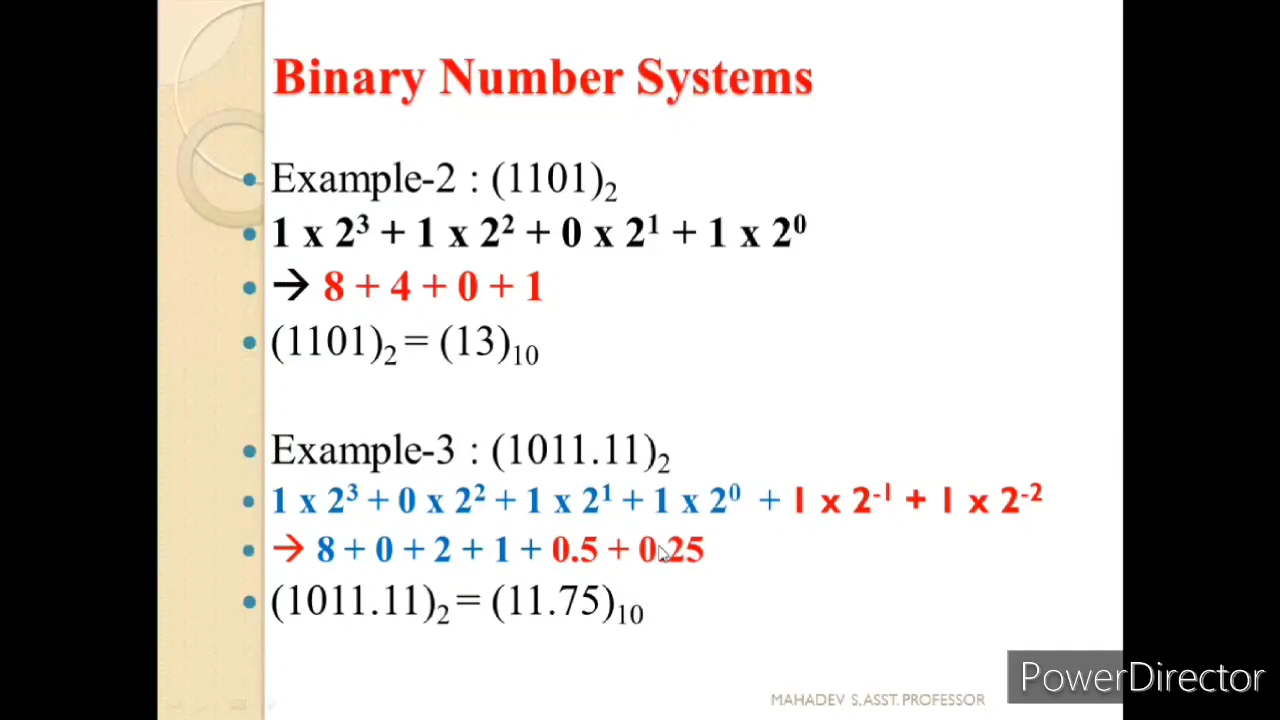 Binary Number Systems
• Example-2 : (1101)₂
• 1 x 2³ + 1 x 2² + 0 x 2¹ + 1 x 2⁰
• → 8 + 4 + 0 + 1
• (1101)₂ = (13)₁₀
• Example-3 : (1011.11)₂
• 1 x 2³ + 0 x 2² + 1 x 2¹ + 1 x 2⁰ + 1 x 2⁻¹ + 1 x 2⁻²
• → 8 + 0 + 2 + 1 + 0.5 + 0.25
• (1011.11)₂ = (11.75)₁₀
MAHADEV S, ASST. PROFESSOR
PowerDirector